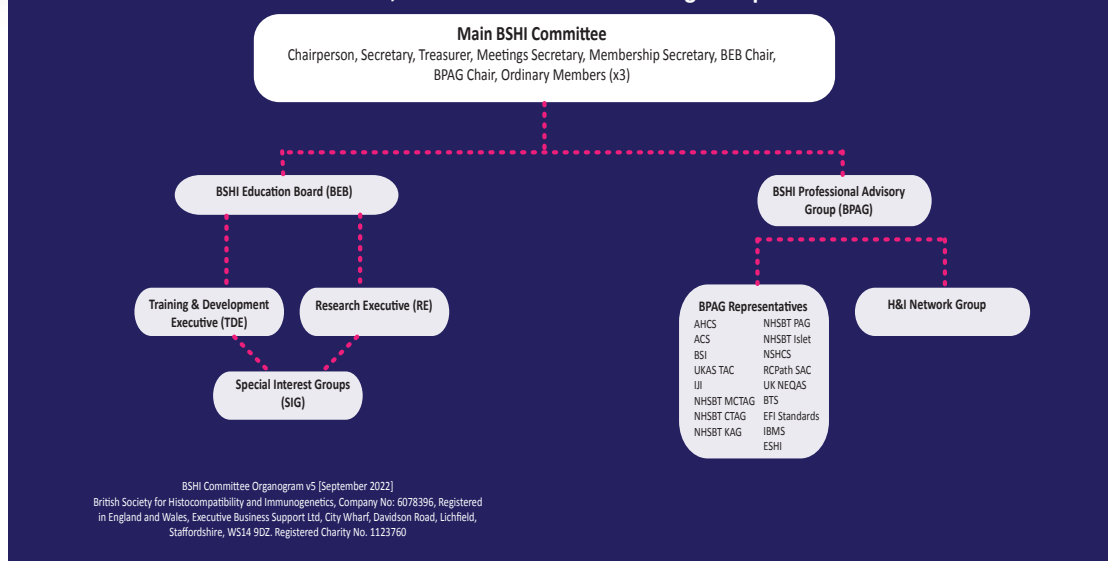 Main BSHI Committee
Chairperson, Secretary, Treasurer, Meetings Secretary, Membership Secretary, BEB Chair,
BPAG Chair, Ordinary Members (x3)
BSHI Education Board (BEB)
BSHI Professional Advisory
Group (BPAG)
Training & Development
Executive (TDE)
Research Executive (RE)
Special Interest Groups
(SIG)
BPAG Representatives
AHCS
ACS
BSI
UKAS TAC
IJI
NHSBT MCTAG
NHSBT CTAG
NHSBT KAG
NHSBT PAG
NHSBT Islet
NSHCS
RCPath SAC
UK NEQAS
BTS
EFI Standards
IBMS
ESHI
H&I Network Group
BSHI Committee Organogram v5 [September 2022]
British Society for Histocompatibility and Immunogenetics, Company No: 6078396, Registered
in England and Wales, Executive Business Support Ltd, City Wharf, Davidson Road, Lichfield,
Staffordshire, WS14 9DZ. Registered Charity No. 1123760